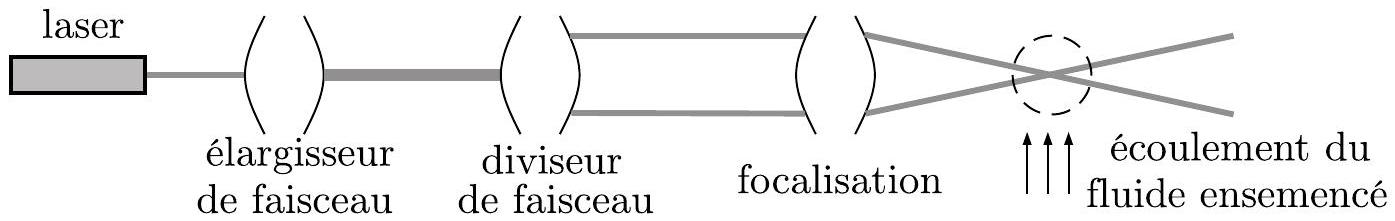 laser
élargisseur
de faisceau
diviseur
de faisceau
focalisation
écoulement du
fluide ensemencé